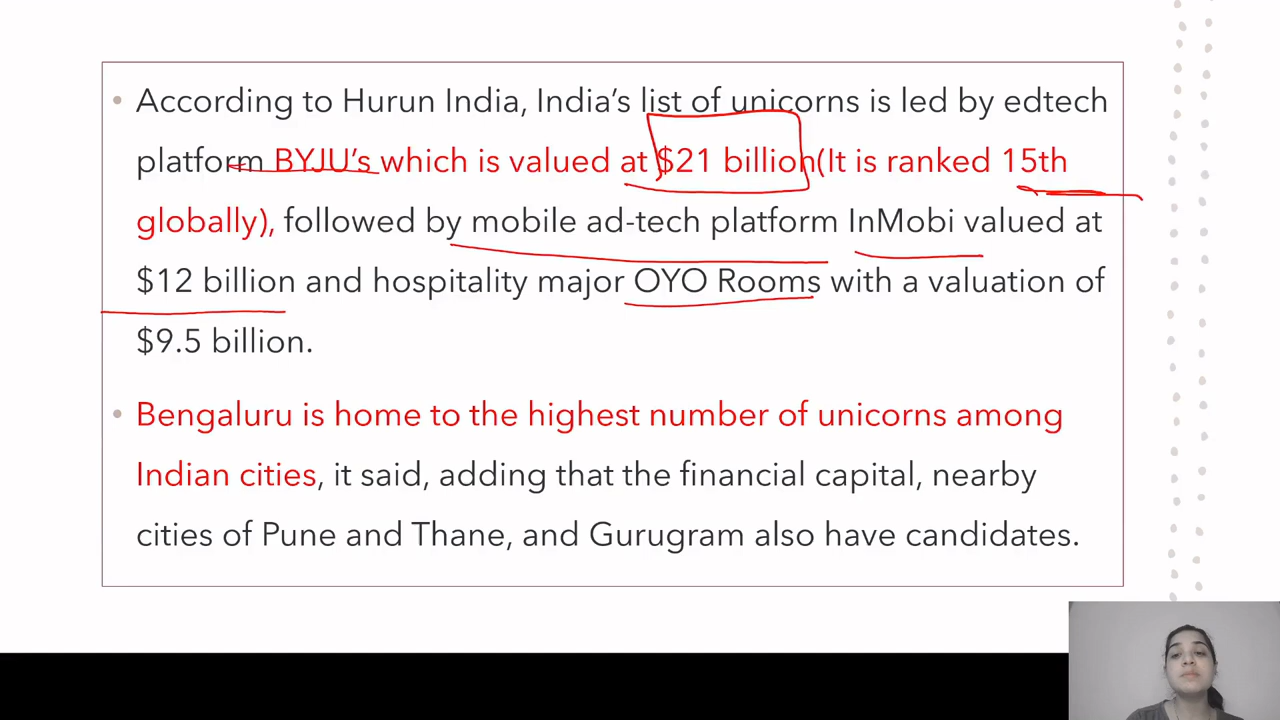 • According to Hurun India, India's list of unicorns is led by edtech
platform BYJU's which is valued at $21 billion(It is ranked 15th
globally), followed by mobile ad-tech platform InMobi valued at
$12 billion and hospitality major OYO Rooms with a valuation of
$9.5 billion.
• Bengaluru is home to the highest number of unicorns among
Indian cities, it said, adding that the financial capital, nearby
cities of Pune and Thane, and Gurugram also have candidates.